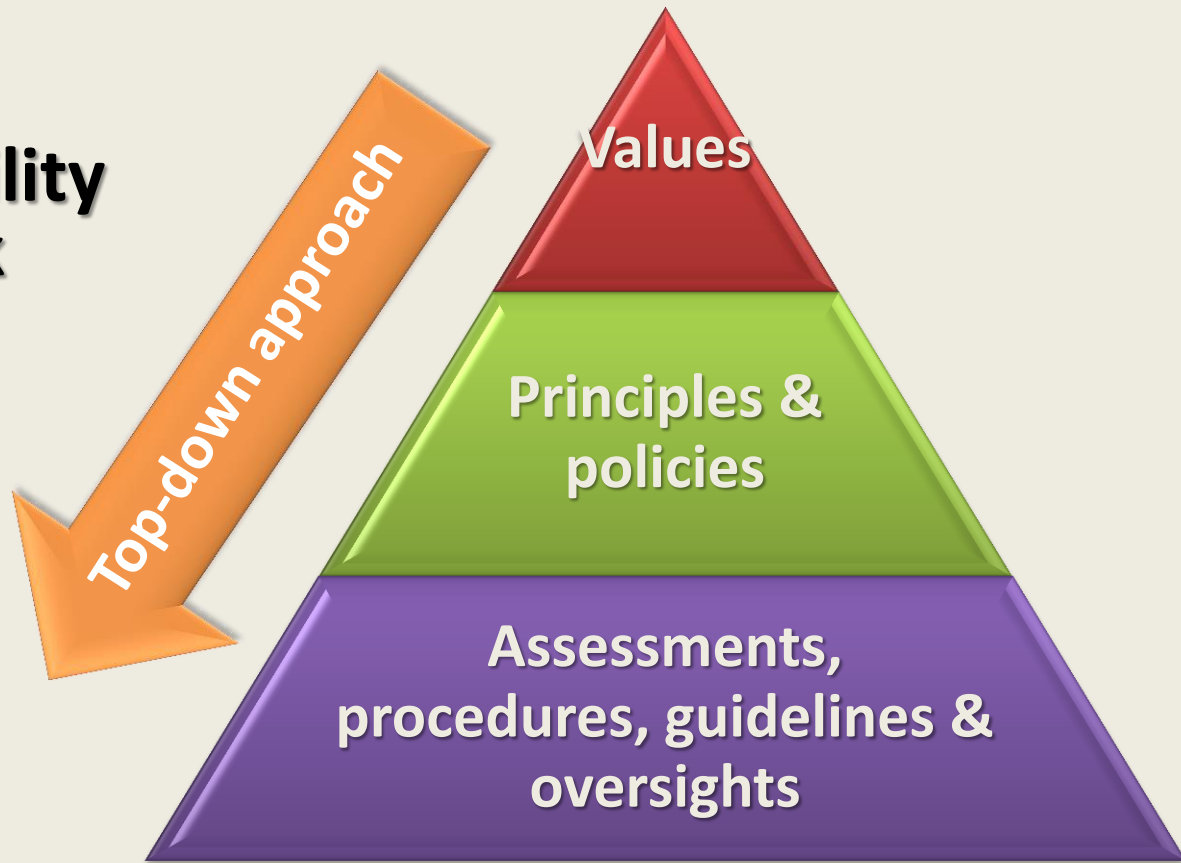 lity
Top-down approach
Values
Principles &
policies
Assessments,
procedures, guidelines &
oversights